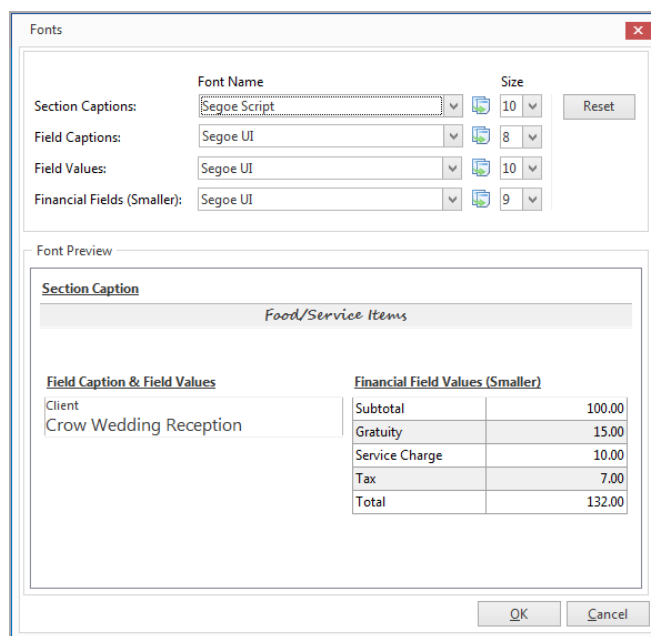 Fonts
Font Name Size
Section Captions: Segoe Script 10 Reset
Field Captions: Segoe UI 8
Field Values: Segoe UI 10
Financial Fields (Smaller): Segoe UI 9
Font Preview
Section Caption
Food/Service Items
Field Caption & Field Values
Client
Crow Wedding Reception
Financial Field Values (Smaller)
Subtotal 100.00
Gratuity 15.00
Service Charge 10.00
Tax 7.00
Total 132.00
OK Cancel